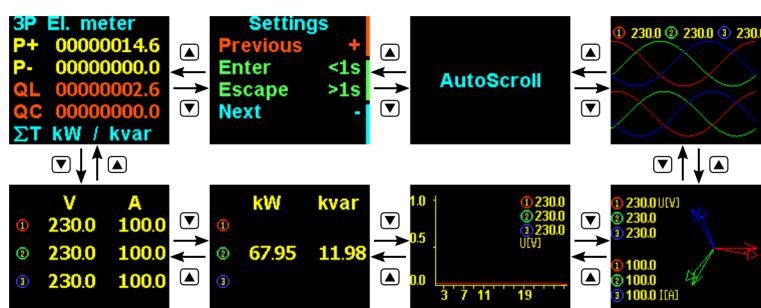 3P El. meter
P+ 00000014.6
P- 00000000.0
QL 00000002.6
QC 00000000.0
ΣT kW / kvar
Settings
Previous +
Enter <1s
Escape >1s
Next -
AutoScroll
① 230.0 ② 230.0 ③ 230.0
V A
① 230.0 100.0
② 230.0 100.0
③ 230.0 100.0
kW kvar
①
② 67.95 11.98
③
1.0
0.5
0.0
① 230.0
② 230.0
③ 230.0
U[V]
3 7 11 19
① 230.0 U[V]
② 230.0
③ 230.0
① 100.0
② 100.0
③ 100.0 I[A]